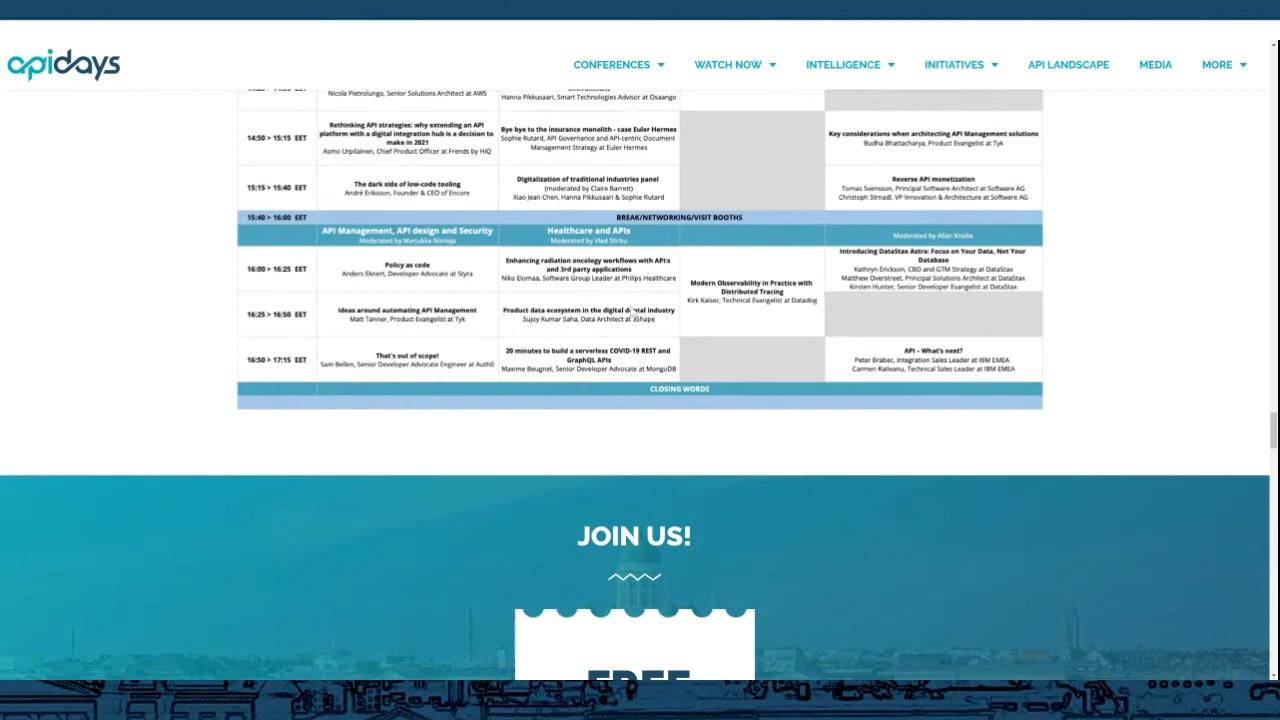 apidays
CONFERENCES
WATCH NOW
INTELLIGENCE
INITIATIVES
API LANDSCAPE
MEDIA
MORE
Nicola Pietrolungo, Senior Solutions Architect at AWS
Hanna Pikkusaari, Smart Technologies Advisor at Osaango
14:50 > 15:15 EET
Rethinking API strategies: why extending an API
platform with a digital integration hub is a decision to
make in 2021
Asmo Urpilainen, Chief Product Officer at Frends by HiQ
Bye bye to the insurance monolith - case Euler Hermes
Sophie Rutard, API Governance and API-centric Document
Management Strategy at Euler Hermes
Key considerations when architecting API Management solutions
Budha Bhattacharya, Product Evangelist at Tyk
15:15 > 15:40 EET
The dark side of low-code tooling
André Eriksson, Founder & CEO of Encore
Digitalization of traditional industries panel
(moderated by Claire Barrett)
Xiao Jean Chen, Hanna Pikkusaari & Sophie Rutard
Reverse API monetization
Tomas Svensson, Principal Software Architect at Software AG
Christoph Strnadl, VP Innovation & Architecture at Software AG
15:40 > 16:00 EET
BREAK/NETWORKING/VISIT BOOTHS
API Management, API design and Security
Moderated by Marjukka Niinioja
Healthcare and APIs
Moderated by Vlad Stirbu
Moderated by Allan Knabe
16:00 > 16:25 EET
Policy as code
Anders Eknert, Developer Advocate at Styra
Enhancing radiation oncology workflows with API:s
and 3rd party applications
Niko Elomaa, Software Group Leader at Philips Healthcare
Modern Observability in Practice with
Distributed Tracing
Kirk Kaiser, Technical Evangelist at Datadog
Introducing DataStax Astra: Focus on Your Data, Not Your
Database
Kathryn Erickson, CBO and GTM Strategy at DataStax
Matthew Overstreet, Principal Solutions Architect at DataStax
Kirsten Hunter, Senior Developer Evangelist at DataStax
16:25 > 16:50 EET
Ideas around automating API Management
Matt Tanner, Product Evangelist at Tyk
Product data ecosystem in the digital dental industry
Sujoy Kumar Saha, Data Architect at 3Shape
16:50 > 17:15 EET
That's out of scope!
Sam Bellen, Senior Developer Advocate Engineer at Auth0
20 minutes to build a serverless COVID-19 REST and
GraphQL APIs
Maxime Beugnet, Senior Developer Advocate at MongoDB
API – What's next?
Peter Brabec, Integration Sales Leader at IBM EMEA
Carmen Raileanu, Technical Sales Leader at IBM EMEA
CLOSING WORDS
JOIN US!
FREE